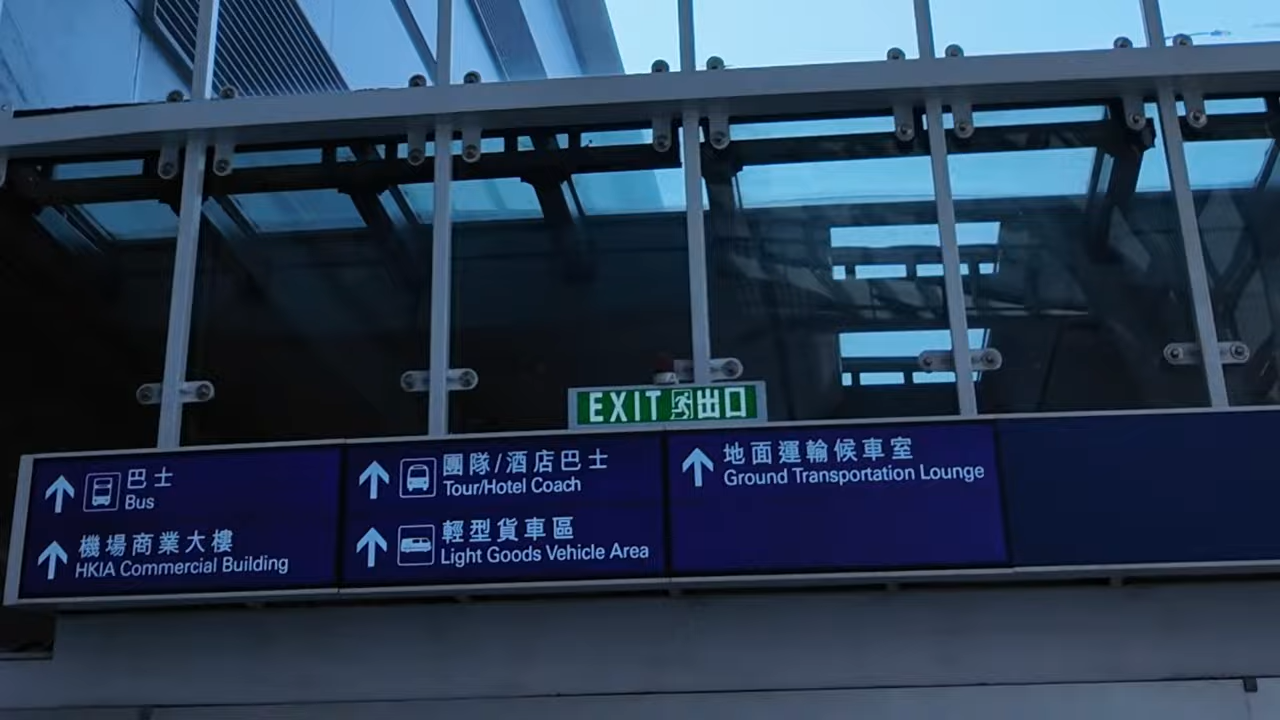 EXIT 出口
巴士
Bus
機場商業大樓
HKIA Commercial Building
團隊/酒店巴士
Tour/Hotel Coach
輕型貨車區
Light Goods Vehicle Area
地面運輸候車室
Ground Transportation Lounge